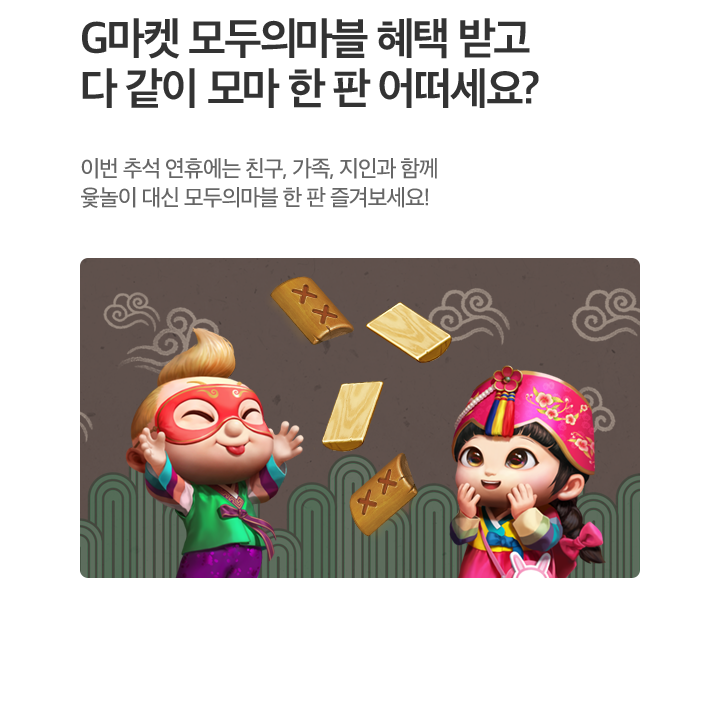 G마켓 모두의마블 혜택 받고
다 같이 모마 한 판 어떠세요?
이번 추석 연휴에는 친구, 가족, 지인과 함께
윷놀이 대신 모두의마블 한 판 즐겨보세요!